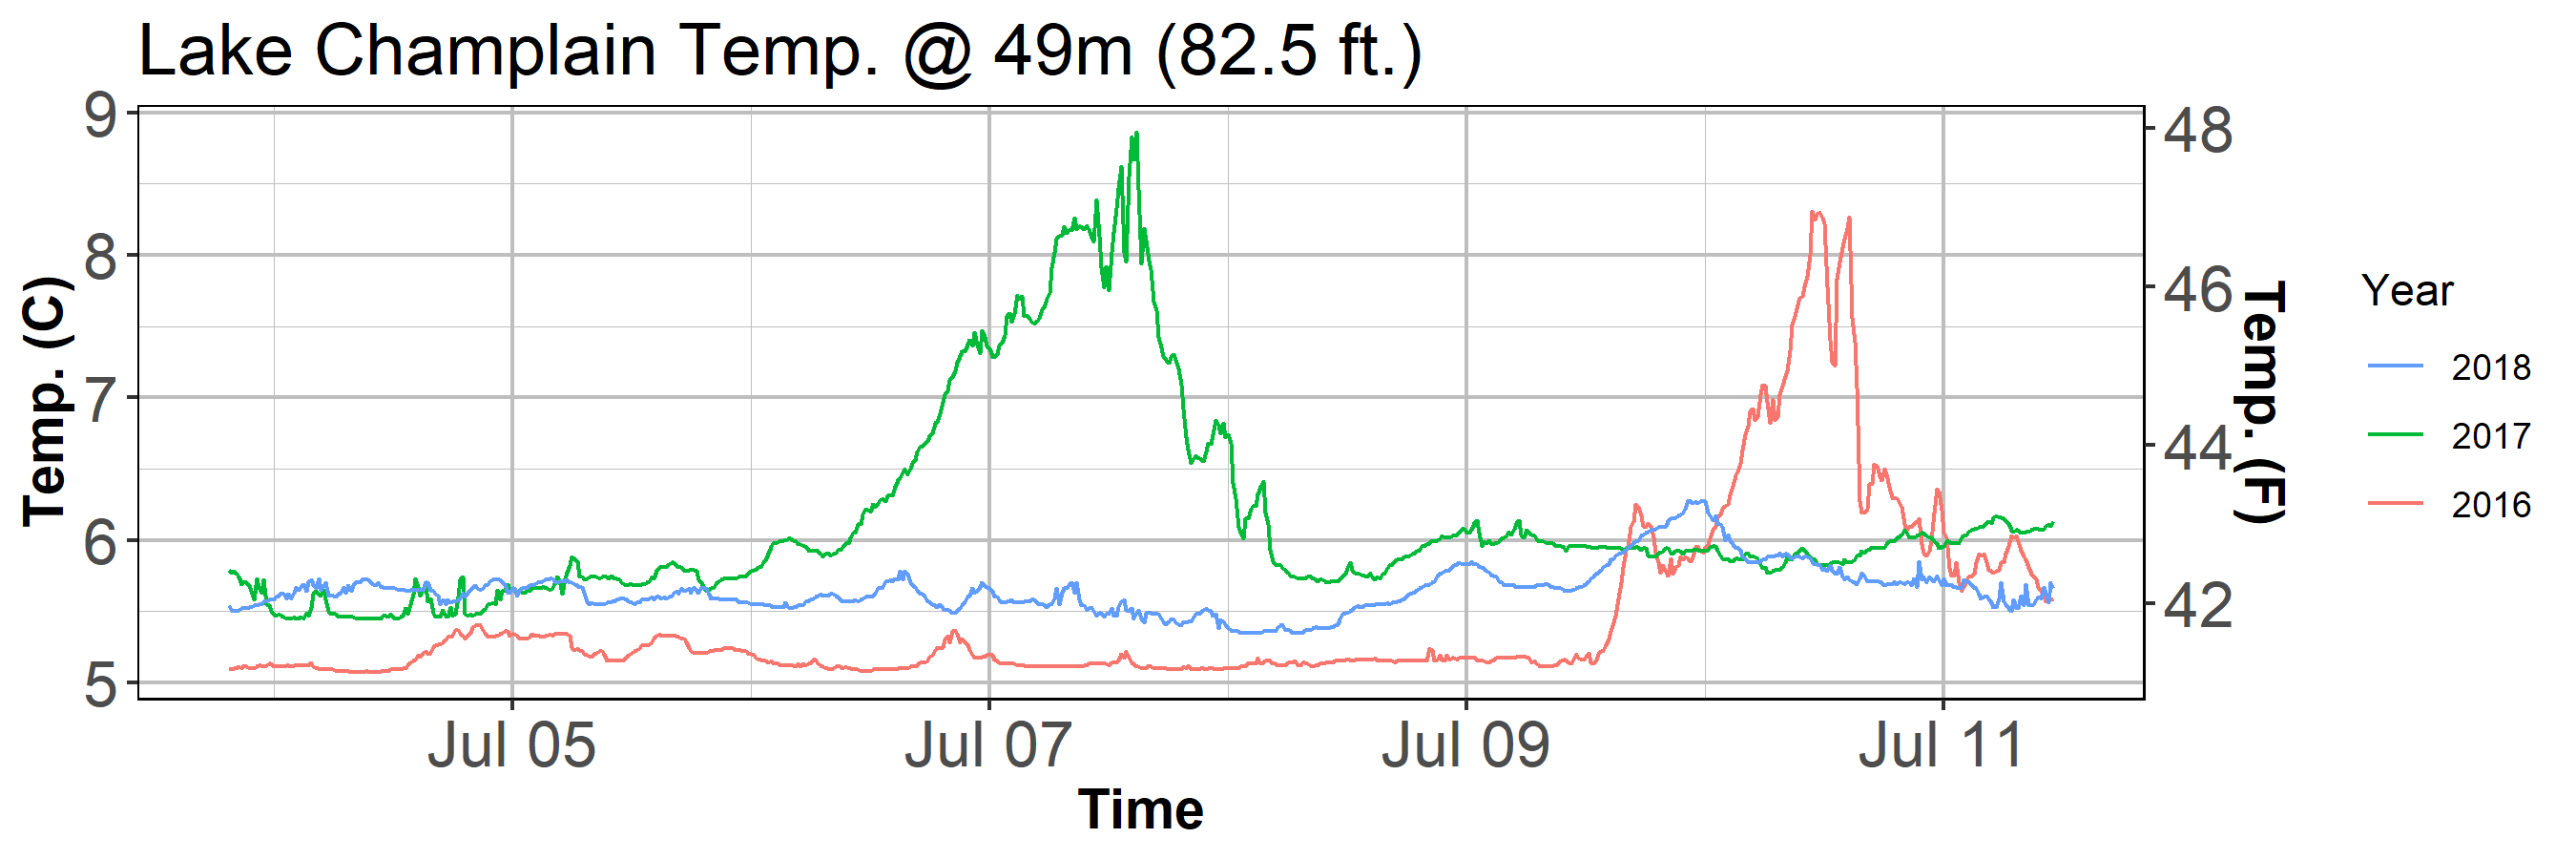 Lake Champlain Temp. @ 49m (82.5 ft.)
9
8
7
6
5
Temp. (C)
48
46
44
42
Temp. (F)
Jul 05
Jul 07
Jul 09
Jul 11
Time
Year
2018
2017
2016